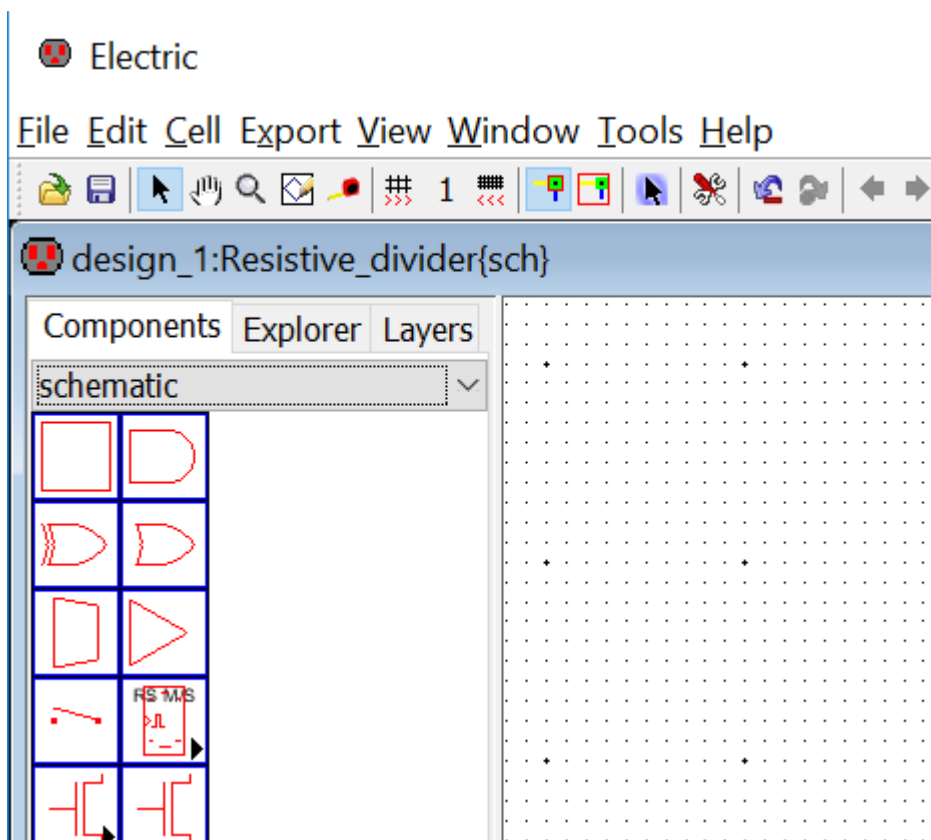 Electric
File Edit Cell Export View Window Tools Help
1
design_1:Resistive_divider{sch}
Components Explorer Layers
schematic
RS M/S